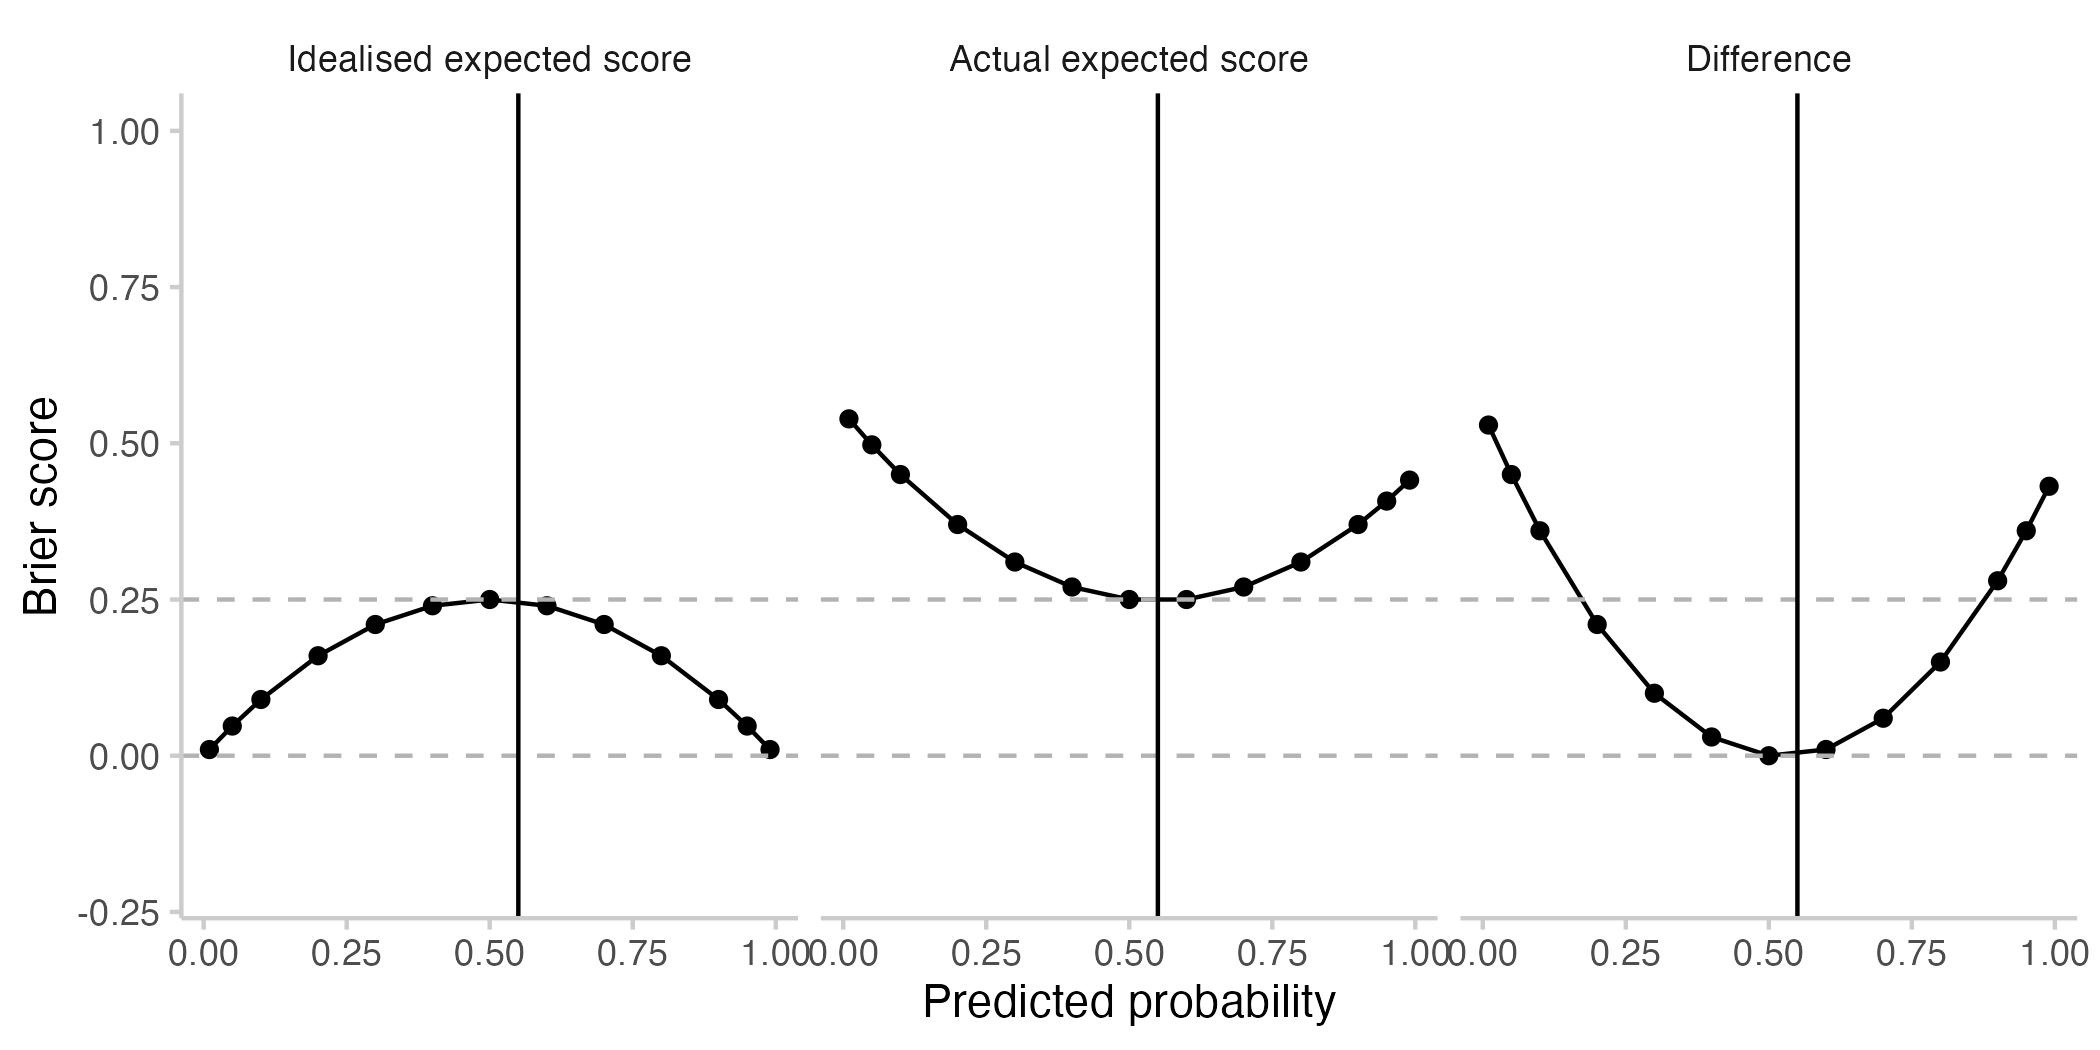 Idealised expected score
Actual expected score
Difference
Brier score
1.00
0.75
0.50
0.25
0.00
-0.25
0.00 0.25 0.50 0.75 1.00
0.00 0.25 0.50 0.75 1.00
0.00 0.25 0.50 0.75 1.00
Predicted probability